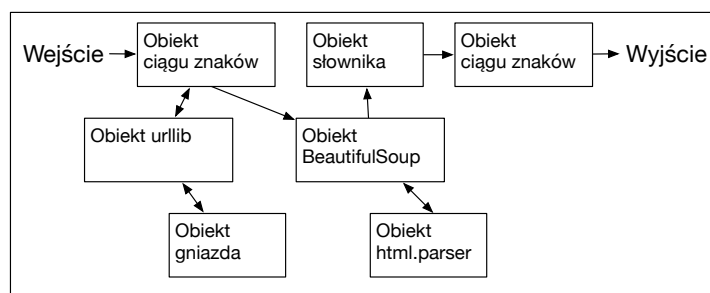 Wejście
Obiekt
ciągu znaków
Obiekt
słownika
Obiekt
ciągu znaków
Wyjście
Obiekt urllib
Obiekt
BeautifulSoup
Obiekt
gniazda
Obiekt
html.parser